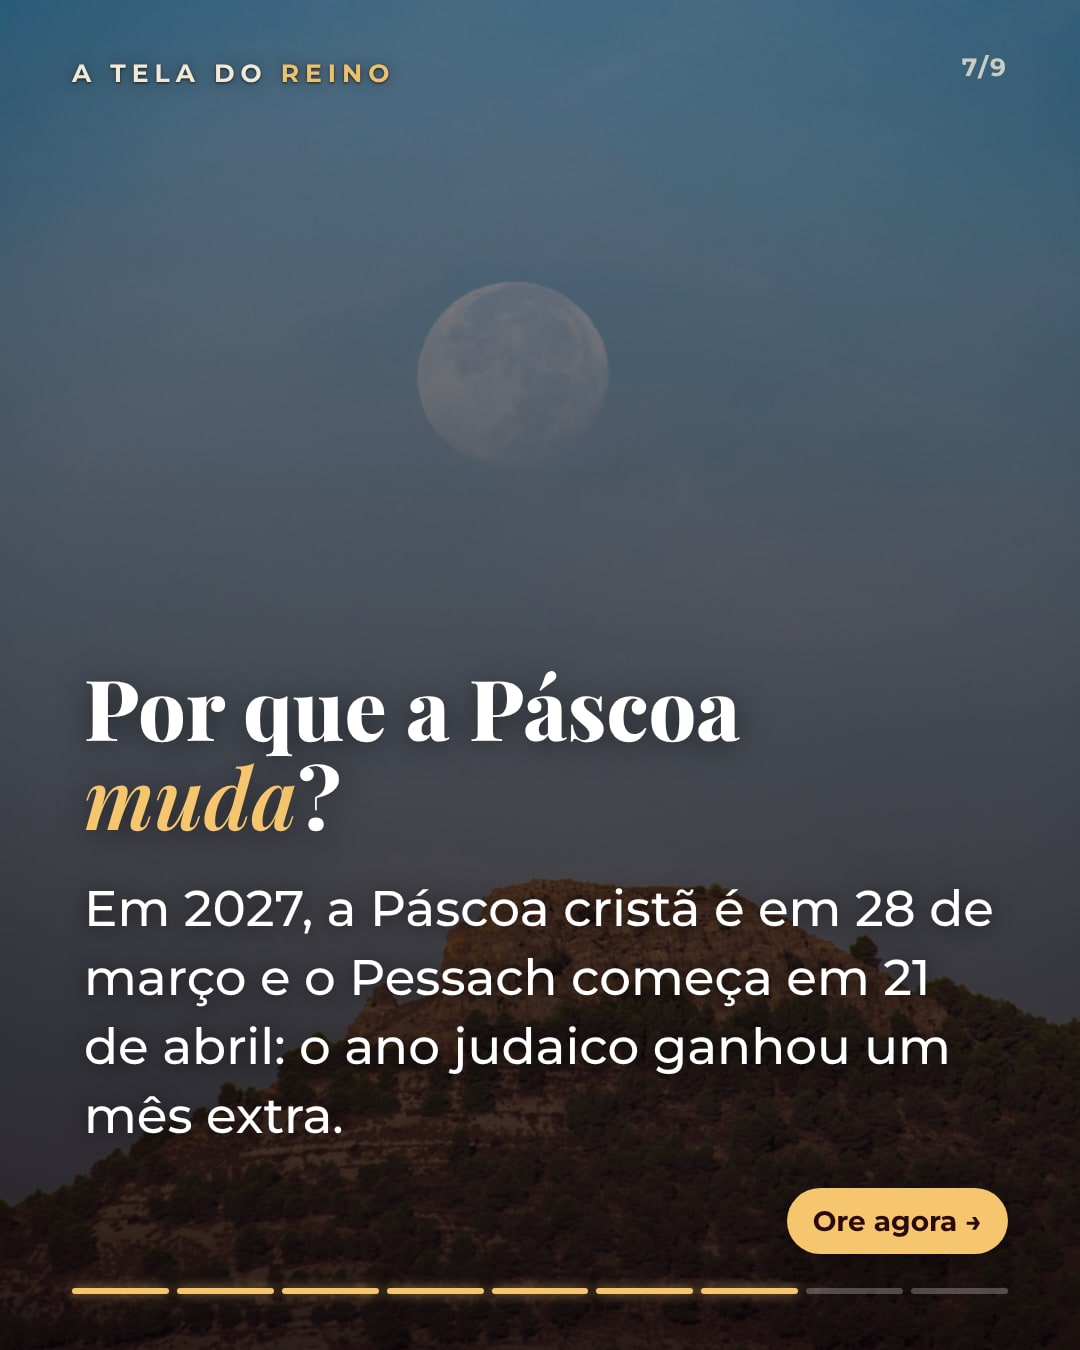 A TELA DO REINO
7/9
Por que a Páscoa
muda?
Em 2027, a Páscoa cristã é em 28 de
março e o Pessach começa em 21
de abril: o ano judaico ganhou um
mês extra.
Ore agora →